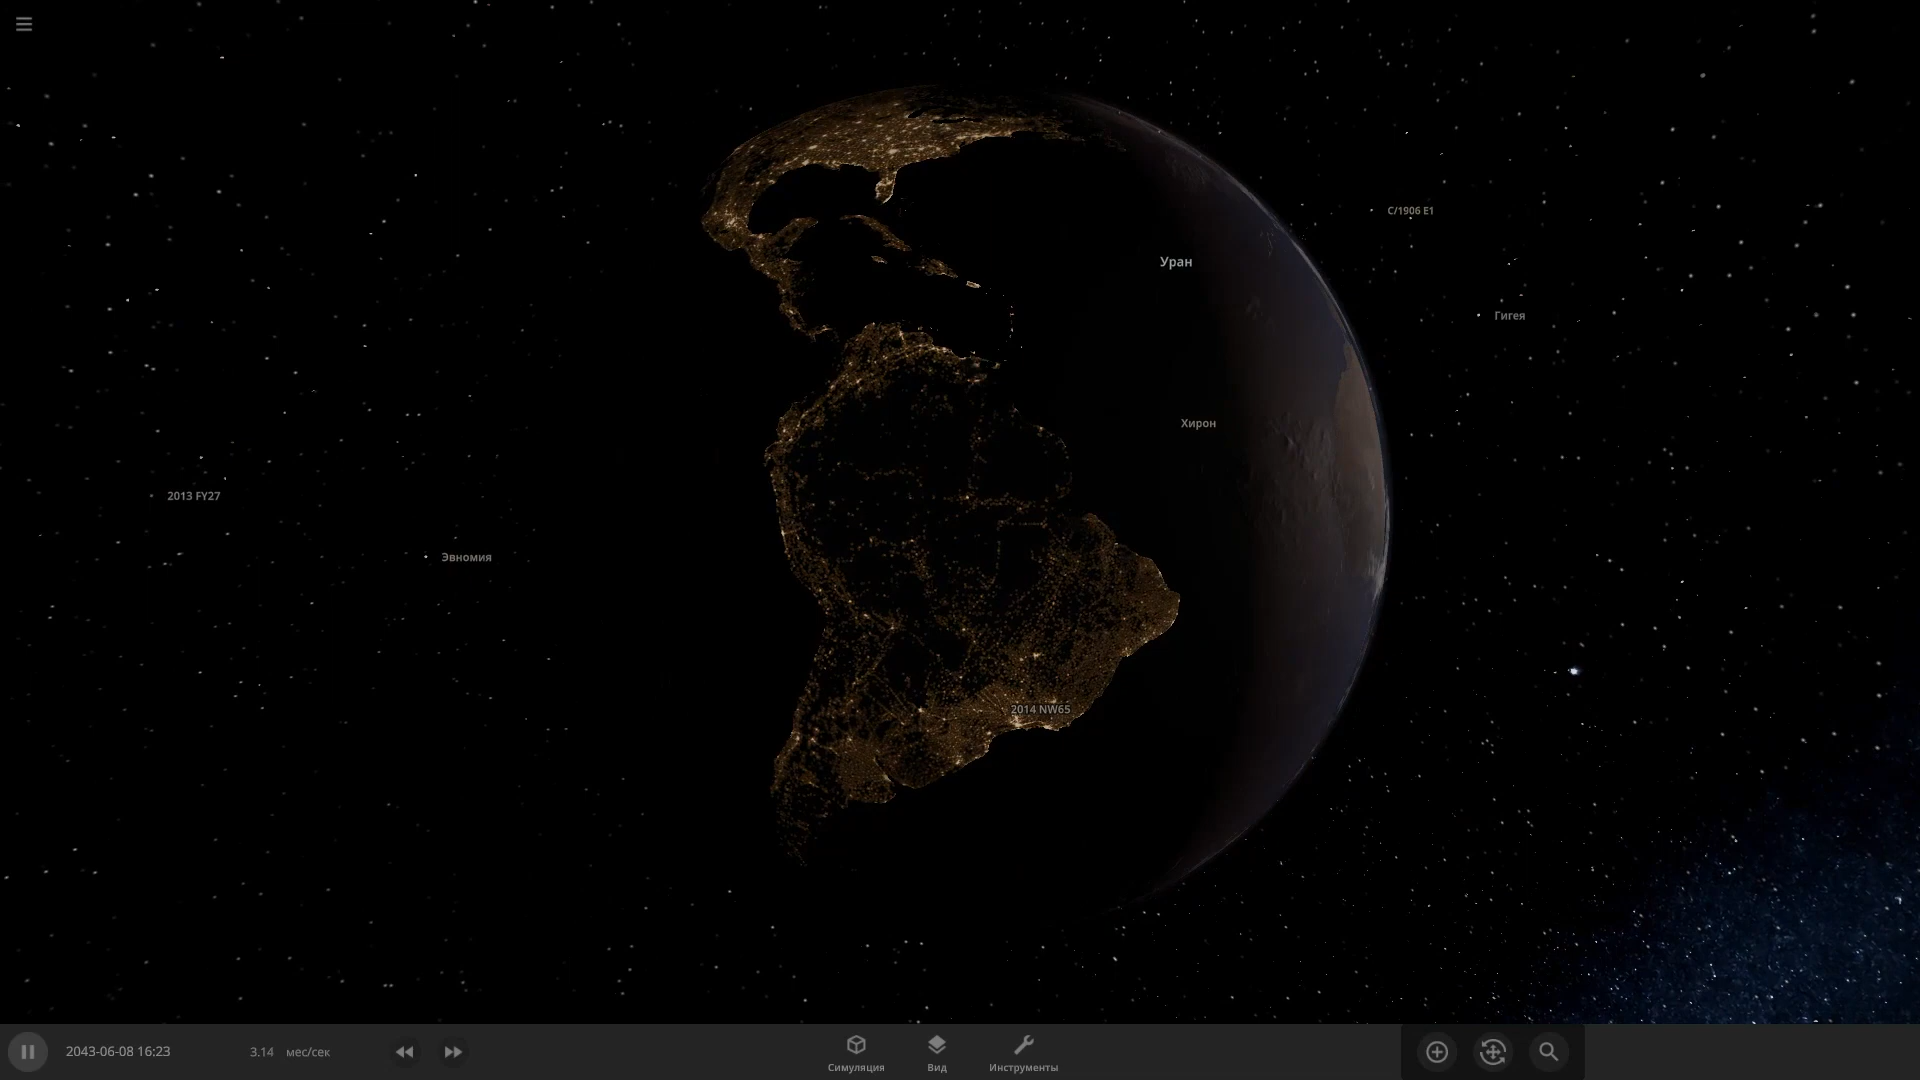 C/1906 E1
Уран
Гигея
Хирон
2013 FY27
Эвномия
2014 NW65
2043-06-08 16:23
3.14 мес/сек
Симуляция
Вид
Инструменты